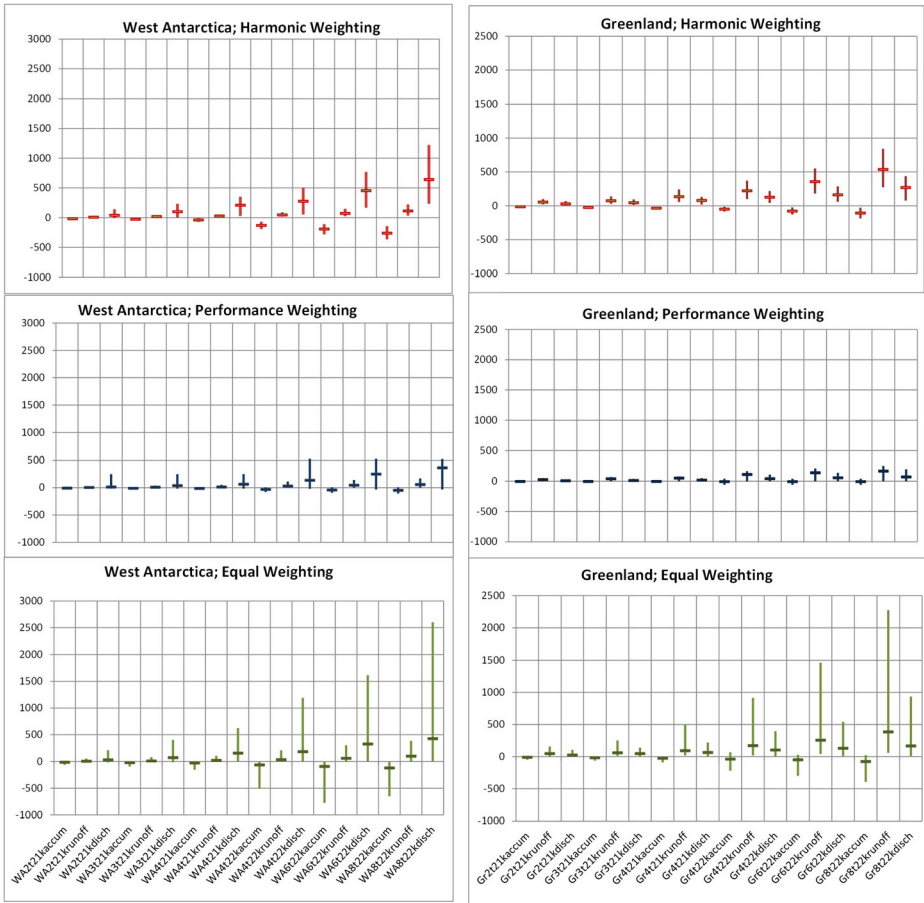 West Antarctica; Harmonic Weighting
3000
2500
2000
1500
1000
500
0
-500
-1000
Greenland; Harmonic Weighting
2500
2000
1500
1000
500
0
-500
-1000
West Antarctica; Performance Weighting
3000
2500
2000
1500
1000
500
0
-500
-1000
Greenland; Performance Weighting
2500
2000
1500
1000
500
0
-500
-1000
West Antarctica; Equal Weighting
3000
2500
2000
1500
1000
500
0
-500
-1000
WA2t21kaccum
WA2t21krunoff
WA2t21kdisch
WA3t21kaccum
WA3t21krunoff
WA3t21kdisch
WA4t21kaccum
WA4t21krunoff
WA4t21kdisch
WA4t22kaccum
WA4t22krunoff
WA4t22kdisch
WA6t22kaccum
WA6t22krunoff
WA6t22kdisch
WA8t22kaccum
WA8t22krunoff
WA8t22kdisch
Greenland; Equal Weighting
2500
2000
1500
1000
500
0
-500
-1000
Gr2t21kaccum
Gr2t21krunoff
Gr2t21kdisch
Gr3t21kaccum
Gr3t21krunoff
Gr3t21kdisch
Gr4t21kaccum
Gr4t21krunoff
Gr4t21kdisch
Gr4t22kaccum
Gr4t22krunoff
Gr4t22kdisch
Gr6t22kaccum
Gr6t22krunoff
Gr6t22kdisch
Gr8t22kaccum
Gr8t22krunoff
Gr8t22kdisch